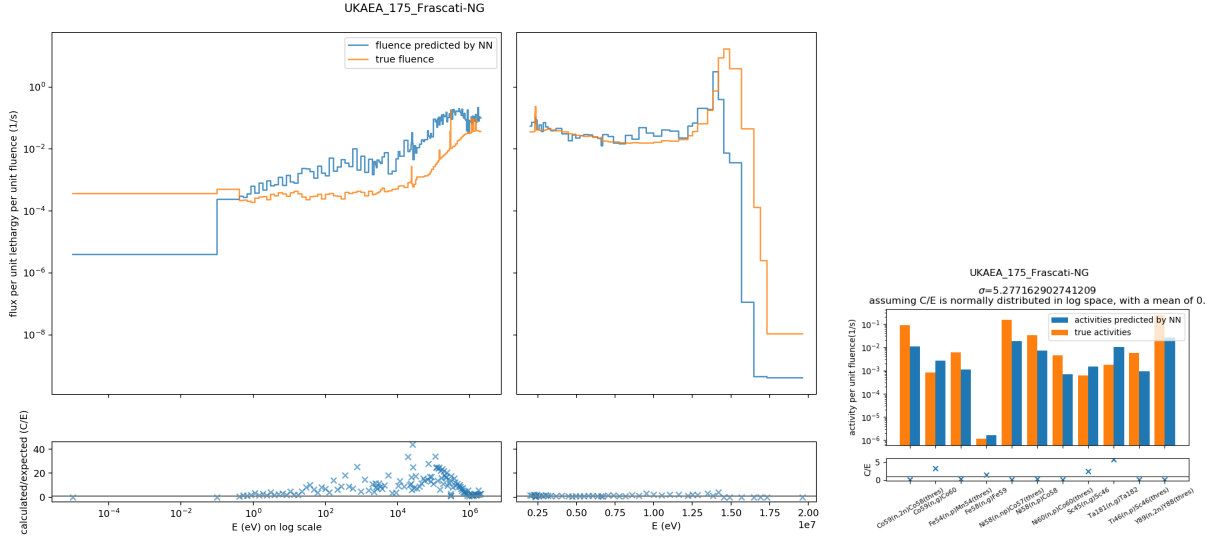 UKAEA_175_Frascati-NG
fluence predicted by NN
true fluence
flux per unit lethargy per unit fluence (1/s)
10^0
10^-2
10^-4
10^-6
10^-8
calculated/expected (C/E)
40
20
0
10^-4
10^-2
10^0
10^2
10^4
10^6
E (eV) on log scale
0.25 0.50 0.75 1.00 1.25 1.50 1.75 2.00
1e7
E (eV)
UKAEA_175_Frascati-NG
σ=5.277162902741209
assuming C/E is normally distributed in log space, with a mean of 0.
activities predicted by NN
true activities
activity per unit fluence(1/s)
10^-1
10^-2
10^-3
10^-4
10^-5
10^-6
C/E
5
0
Co59(n,2n)Co58(thres)
Co59(n,g)Co60
Fe54(n,p)Mn54(thres)
Fe58(n,g)Fe59
Ni58(n,np)Co57(thres)
Ni58(n,p)Co58
Ni60(n,p)Co60(thres)
Sc45(n,g)Sc46
Ta181(n,g)Ta182
Ti46(n,p)Sc46(thres)
Y89(n,2n)Y88(thres)